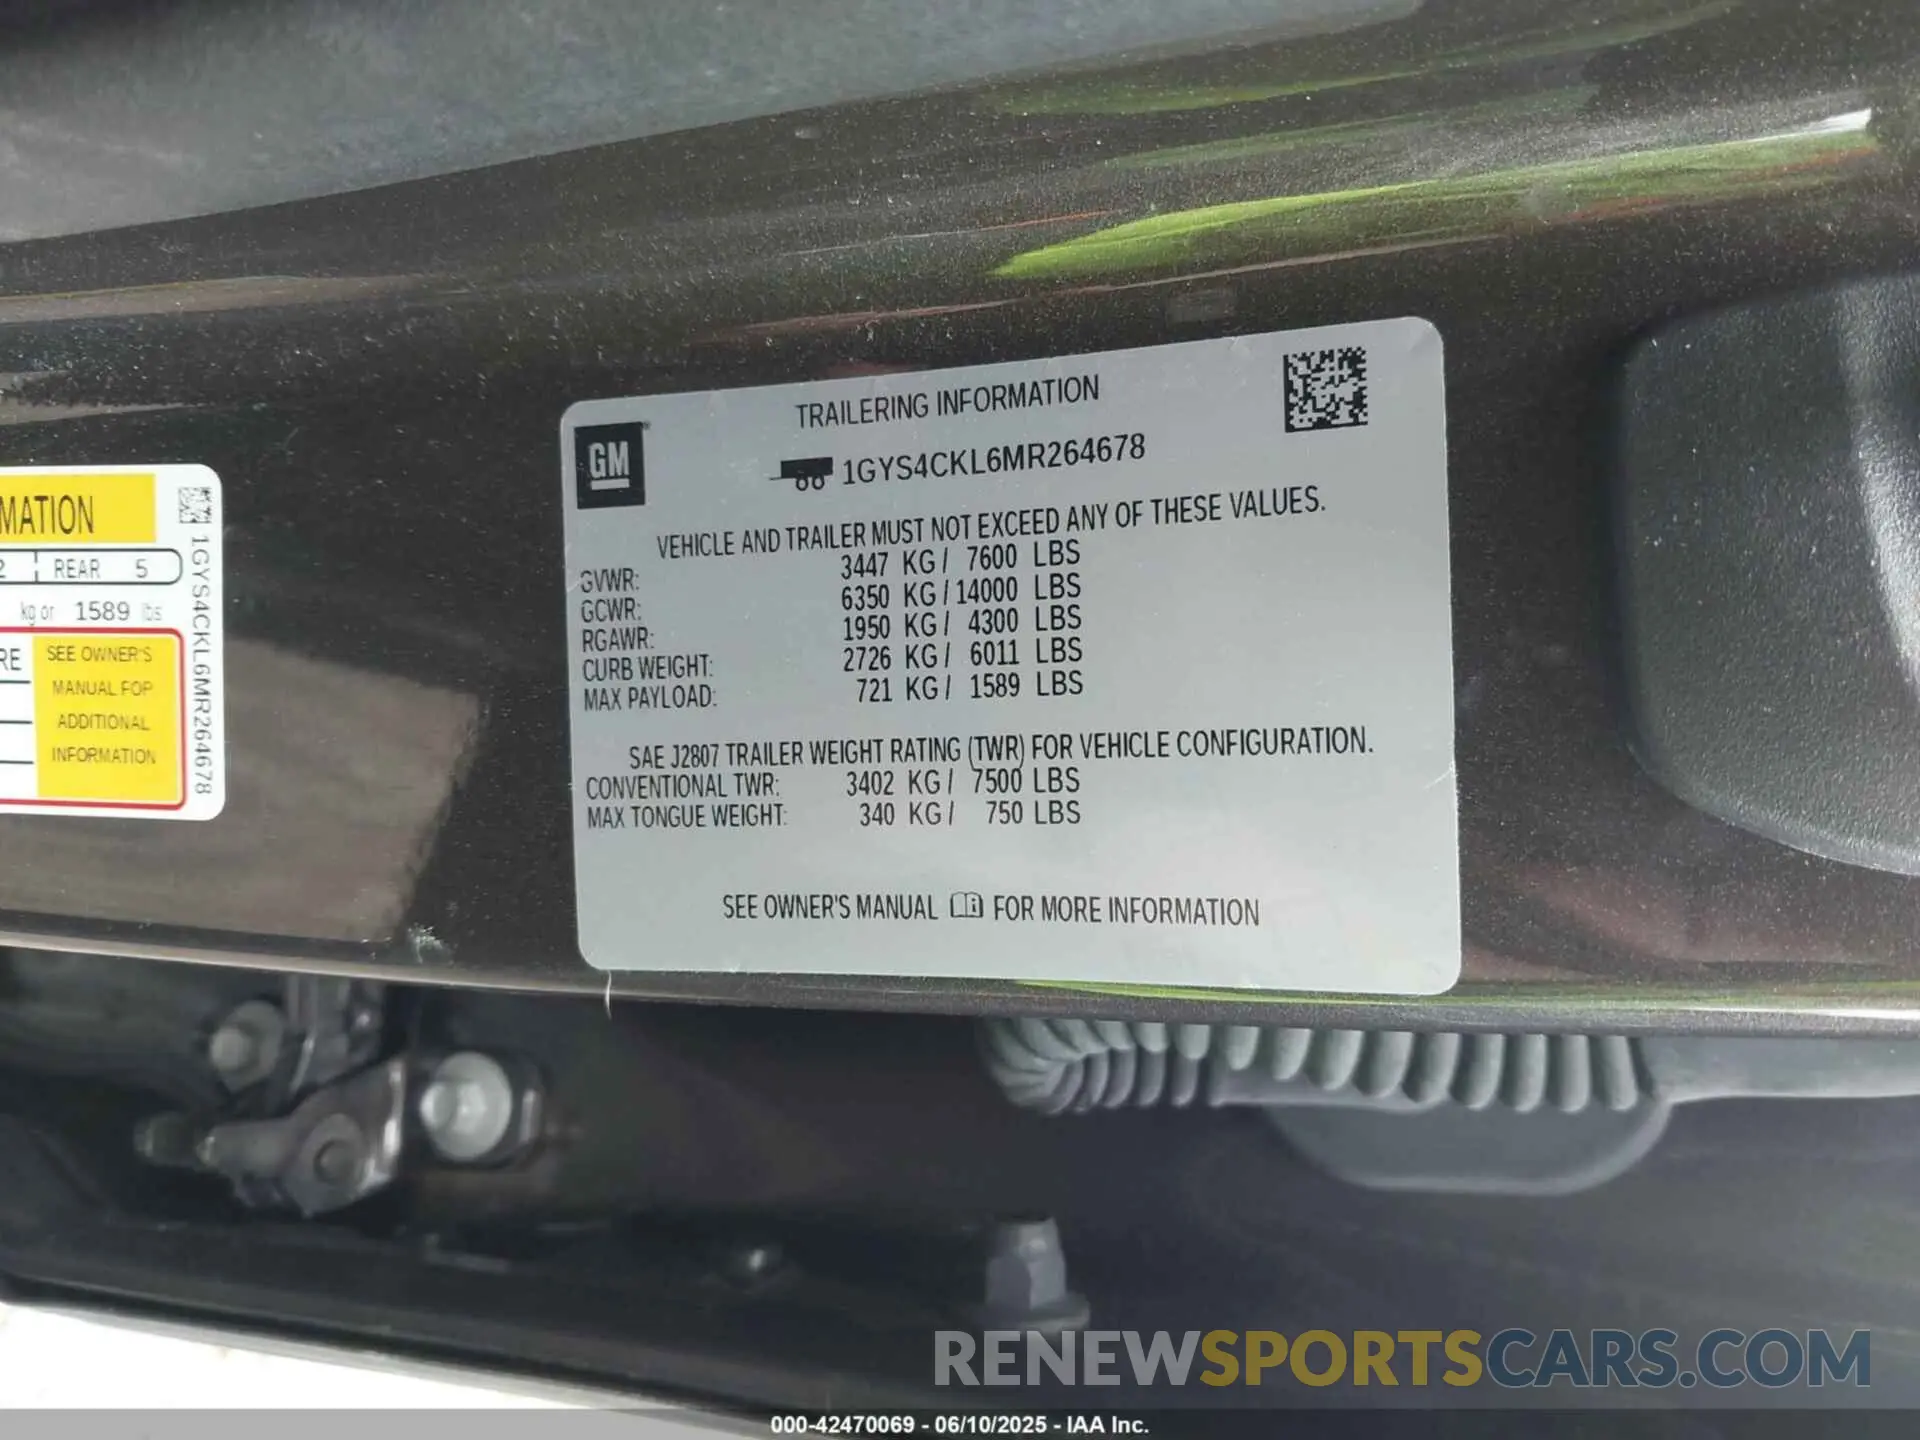 TRAILERING INFORMATION
GM
1GYS4CKL6MR264678
VEHICLE AND TRAILER MUST NOT EXCEED ANY OF THESE VALUES.
GVWR: 3447 KG / 7600 LBS
GCWR: 6350 KG / 14000 LBS
RGAWR: 1950 KG / 4300 LBS
CURB WEIGHT: 2726 KG / 6011 LBS
MAX PAYLOAD: 721 KG / 1589 LBS
SAE J2807 TRAILER WEIGHT RATING (TWR) FOR VEHICLE CONFIGURATION.
CONVENTIONAL TWR: 3402 KG / 7500 LBS
MAX TONGUE WEIGHT: 340 KG / 750 LBS
SEE OWNER'S MANUAL FOR MORE INFORMATION
MATION
2 REAR 5
kg or 1589 lbs
RE
SEE OWNER'S
MANUAL FOR
ADDITIONAL
INFORMATION
1GYS4CKL6MR264678
RENEWSPORTSCARS.COM
000-42470069 - 06/10/2025 - IAA Inc.